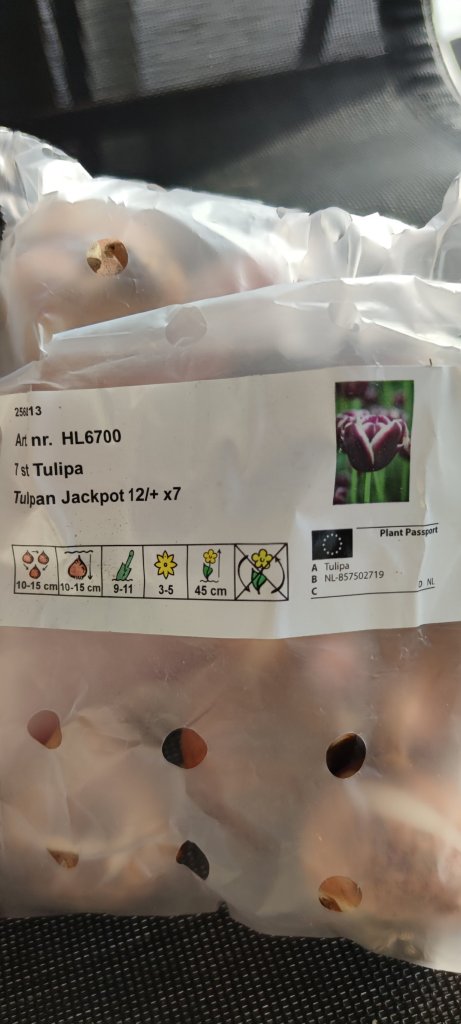 Art nr. HL6700
7 st Tulipa
Tulpan Jackpot 12/+ x7
10-15 cm
10-15 cm
9-11
3-5
45 cm
Plant Passport
A Tulipa
B NL-857502719
C D NL